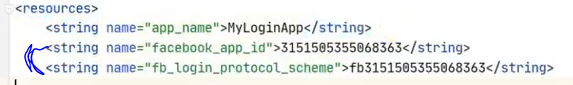 <resources>
<string name="app_name">MyLoginApp</string>
<string name="facebook_app_id">3151505355068363</string>
<string name="fb_login_protocol_scheme">fb3151505355068363</string>